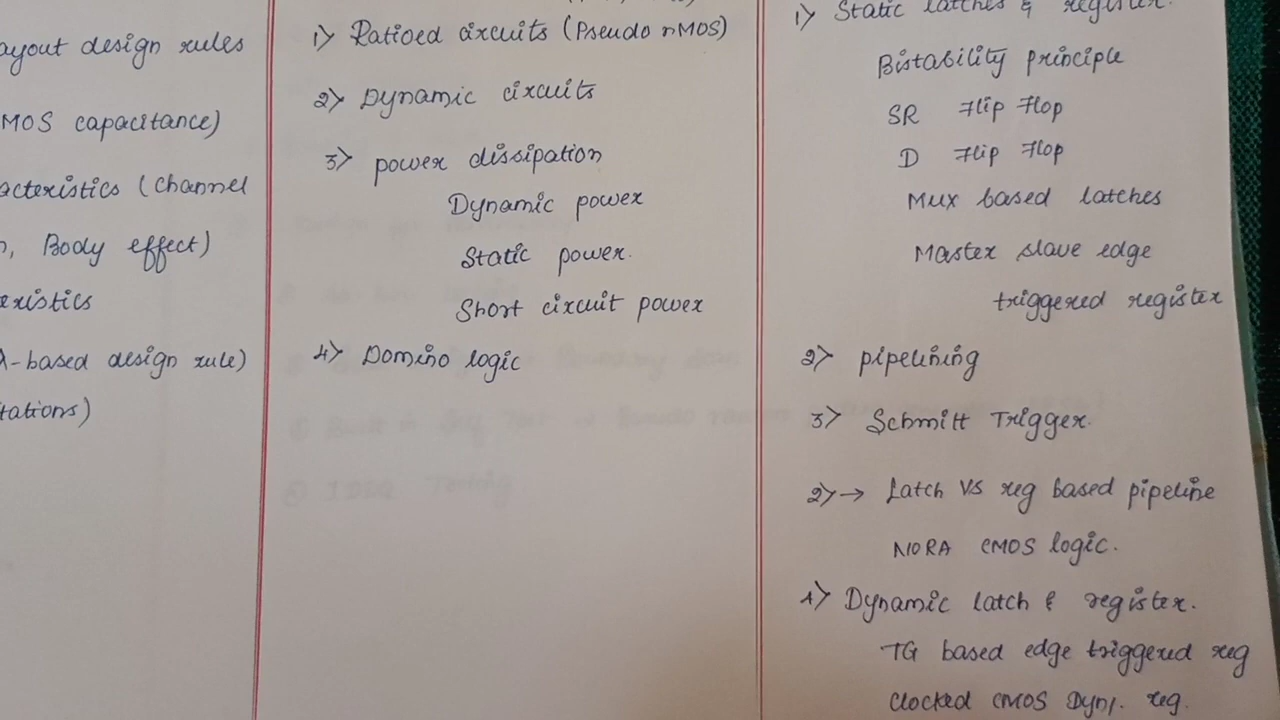 ayout design rules
MOS capacitance)
acteristics (channel
n, Body effect)
eristics
λ-based design rule)
tations)
1) Ratioed circuits (Pseudo nMOS)
2) Dynamic circuits
3) power dissipation
Dynamic power
Static power.
Short circuit power
4) Domino logic
1) Static latches & register.
Bistability principle
SR Flip Flop
D Flip Flop
Mux based latches
Master slave edge
triggered register
2) pipelining
3) Schmitt Trigger.
2) → Latch VS reg based pipeline
NORA CMOS logic.
1) Dynamic latch & register.
TG based edge triggered reg
Clocked CMOS Dyn. reg.